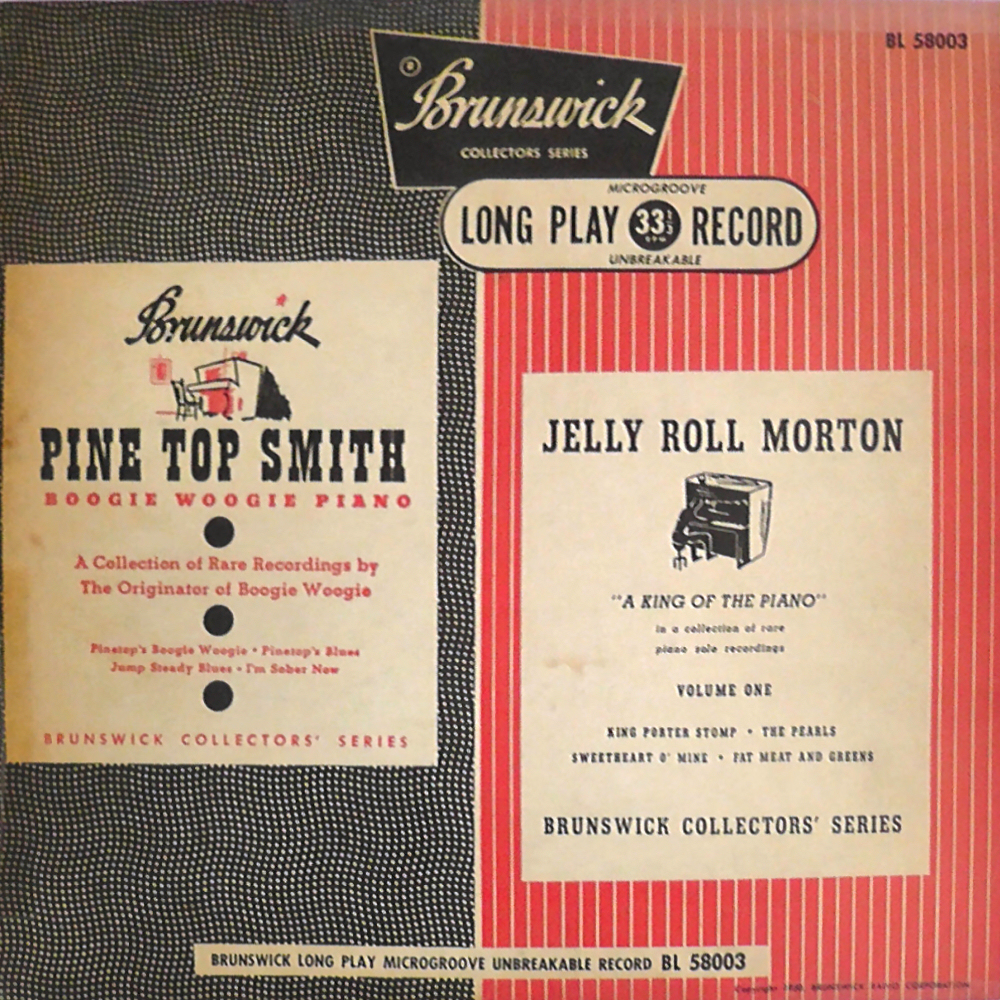 BL 58003
® Brunswick
COLLECTORS SERIES
MICROGROOVE
LONG PLAY 33⅓ RECORD
UNBREAKABLE
Brunswick
PINE TOP SMITH
BOOGIE WOOGIE PIANO
A Collection of Rare Recordings by
The Originator of Boogie Woogie
Pinetop's Boogie Woogie • Pinetop's Blues
Jump Steady Blues • I'm Sober Now
BRUNSWICK COLLECTORS' SERIES
JELLY ROLL MORTON
"A KING OF THE PIANO"
in a collection of rare
piano solo recordings
VOLUME ONE
KING PORTER STOMP • THE PEARLS
SWEETHEART O' MINE • FAT MEAT AND GREENS
BRUNSWICK COLLECTORS' SERIES
BRUNSWICK LONG PLAY MICROGROOVE UNBREAKABLE RECORD BL 58003
Copyright BRUNSWICK RADIO CORPORATION